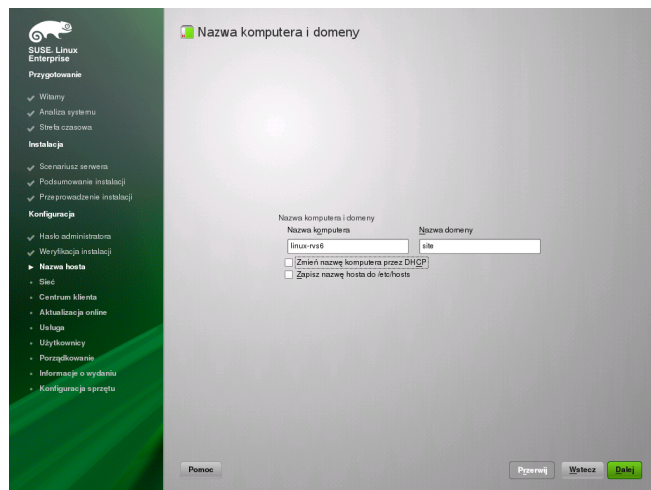 SUSE. Linux
Enterprise
Przygotowanie
Witamy
Analiza systemu
Strefa czasowa
Instalacja
Scenariusz serwera
Podsumowanie instalacji
Przeprowadzenie instalacji
Konfiguracja
Hasło administratora
Weryfikacja instalacji
Nazwa hosta
Sieć
Centrum klienta
Aktualizacja online
Usługa
Użytkownicy
Porządkowanie
Informacje o wydaniu
Konfiguracja sprzętu
Nazwa komputera i domeny
Nazwa komputera i domeny
Nazwa komputera Nazwa domeny
linux-rvs6 site
Zmień nazwę komputera przez DHCP
Zapisz nazwę hosta do /etc/hosts
Pomoc Przerwij Wstecz Dalej